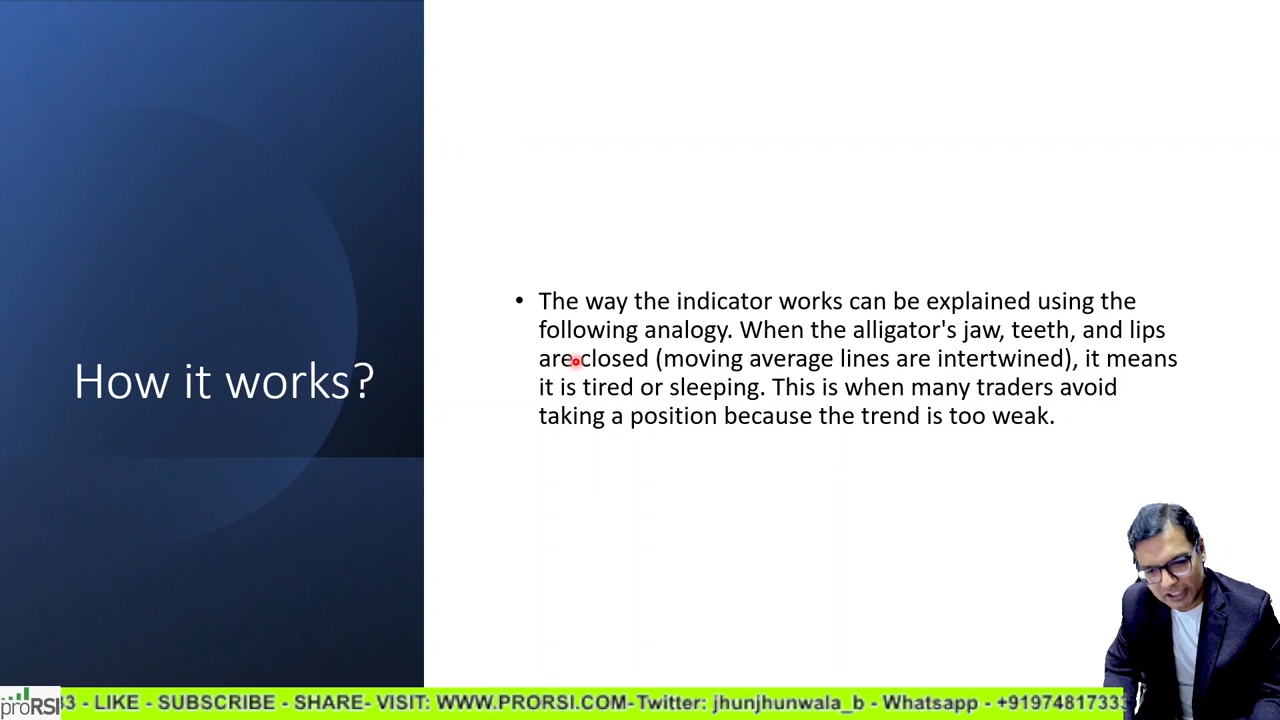 How it works?
• The way the indicator works can be explained using the
following analogy. When the alligator's jaw, teeth, and lips
are closed (moving average lines are intertwined), it means
it is tired or sleeping. This is when many traders avoid
taking a position because the trend is too weak.
proRSI
3 - LIKE - SUBSCRIBE - SHARE- VISIT: WWW.PRORSI.COM-Twitter: jhunjhunwala_b - Whatsapp - +919748173